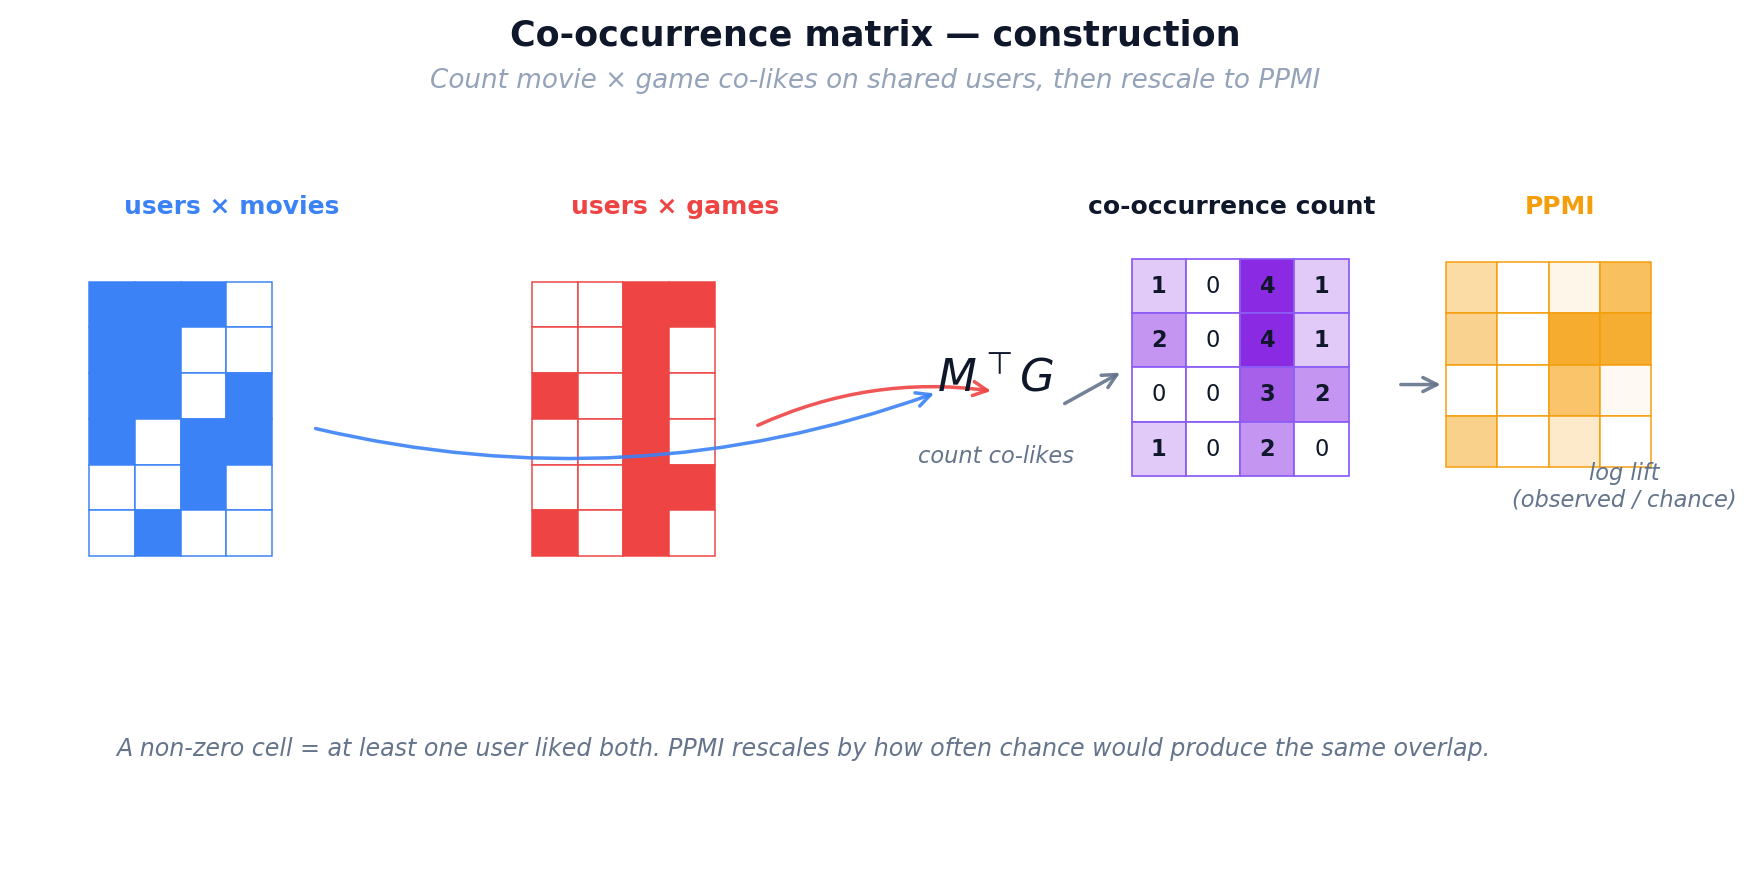 Co-occurrence matrix — construction
Count movie × game co-likes on shared users, then rescale to PPMI
users × movies
users × games
co-occurrence count
PPMI
M⊤G
count co-likes
1 0 4 1
2 0 4 1
0 0 3 2
1 0 2 0
log lift
(observed / chance)
A non-zero cell = at least one user liked both. PPMI rescales by how often chance would produce the same overlap.